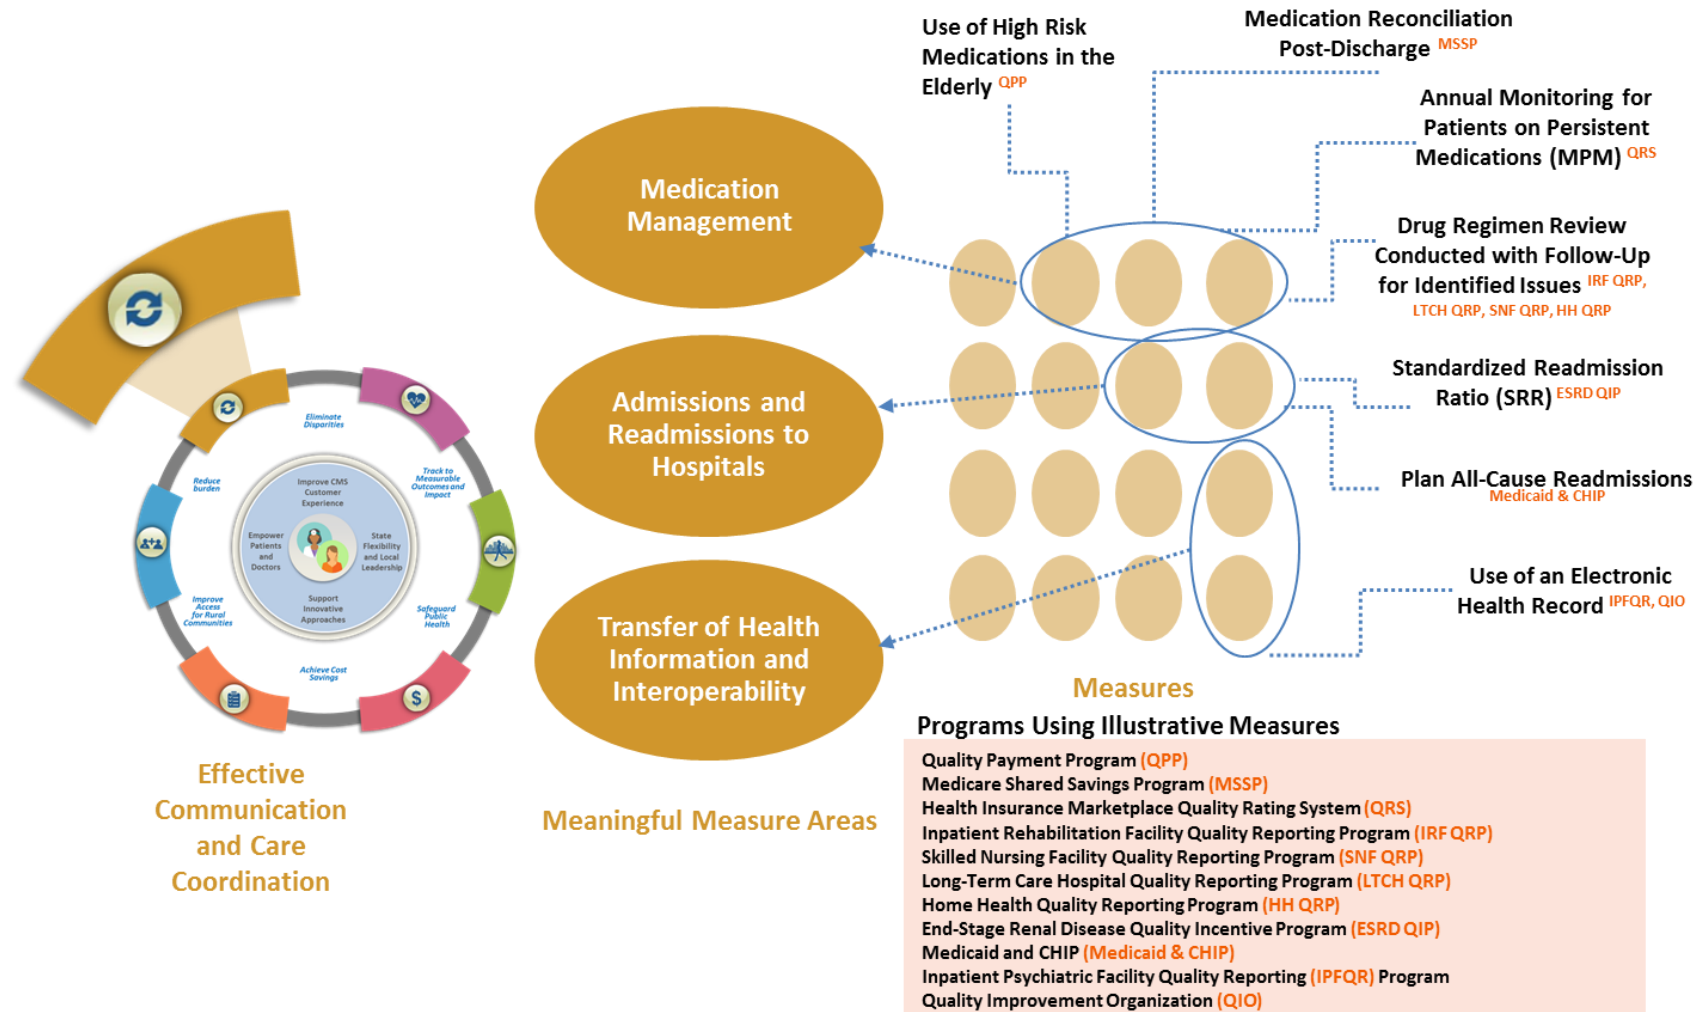 Use of High Risk
Medications in the
Elderly QPP
Medication Reconciliation
Post-Discharge MSSP
Annual Monitoring for
Patients on Persistent
Medications (MPM) QRS
Drug Regimen Review
Conducted with Follow-Up
for Identified Issues IRF QRP,
LTCH QRP, SNF QRP, HH QRP
Standardized Readmission
Ratio (SRR) ESRD QIP
Plan All-Cause Readmissions
Medicaid & CHIP
Use of an Electronic
Health Record IPFQR, QIO
Medication
Management
Admissions and
Readmissions to
Hospitals
Transfer of Health
Information and
Interoperability
Eliminate
Disparities
Track to
Measurable
Outcomes and
Impact
Safeguard
Public
Health
Achieve Cost
Savings
Improve
Access
for Rural
Communities
Reduce
burden
Improve CMS
Customer
Experience
State
Flexibility
and Local
Leadership
Support
Innovative
Approaches
Empower
Patients
and
Doctors
$
Effective
Communication
and Care
Coordination
Meaningful Measure Areas
Measures
Programs Using Illustrative Measures
Quality Payment Program (QPP)
Medicare Shared Savings Program (MSSP)
Health Insurance Marketplace Quality Rating System (QRS)
Inpatient Rehabilitation Facility Quality Reporting Program (IRF QRP)
Skilled Nursing Facility Quality Reporting Program (SNF QRP)
Long-Term Care Hospital Quality Reporting Program (LTCH QRP)
Home Health Quality Reporting Program (HH QRP)
End-Stage Renal Disease Quality Incentive Program (ESRD QIP)
Medicaid and CHIP (Medicaid & CHIP)
Inpatient Psychiatric Facility Quality Reporting (IPFQR) Program
Quality Improvement Organization (QIO)